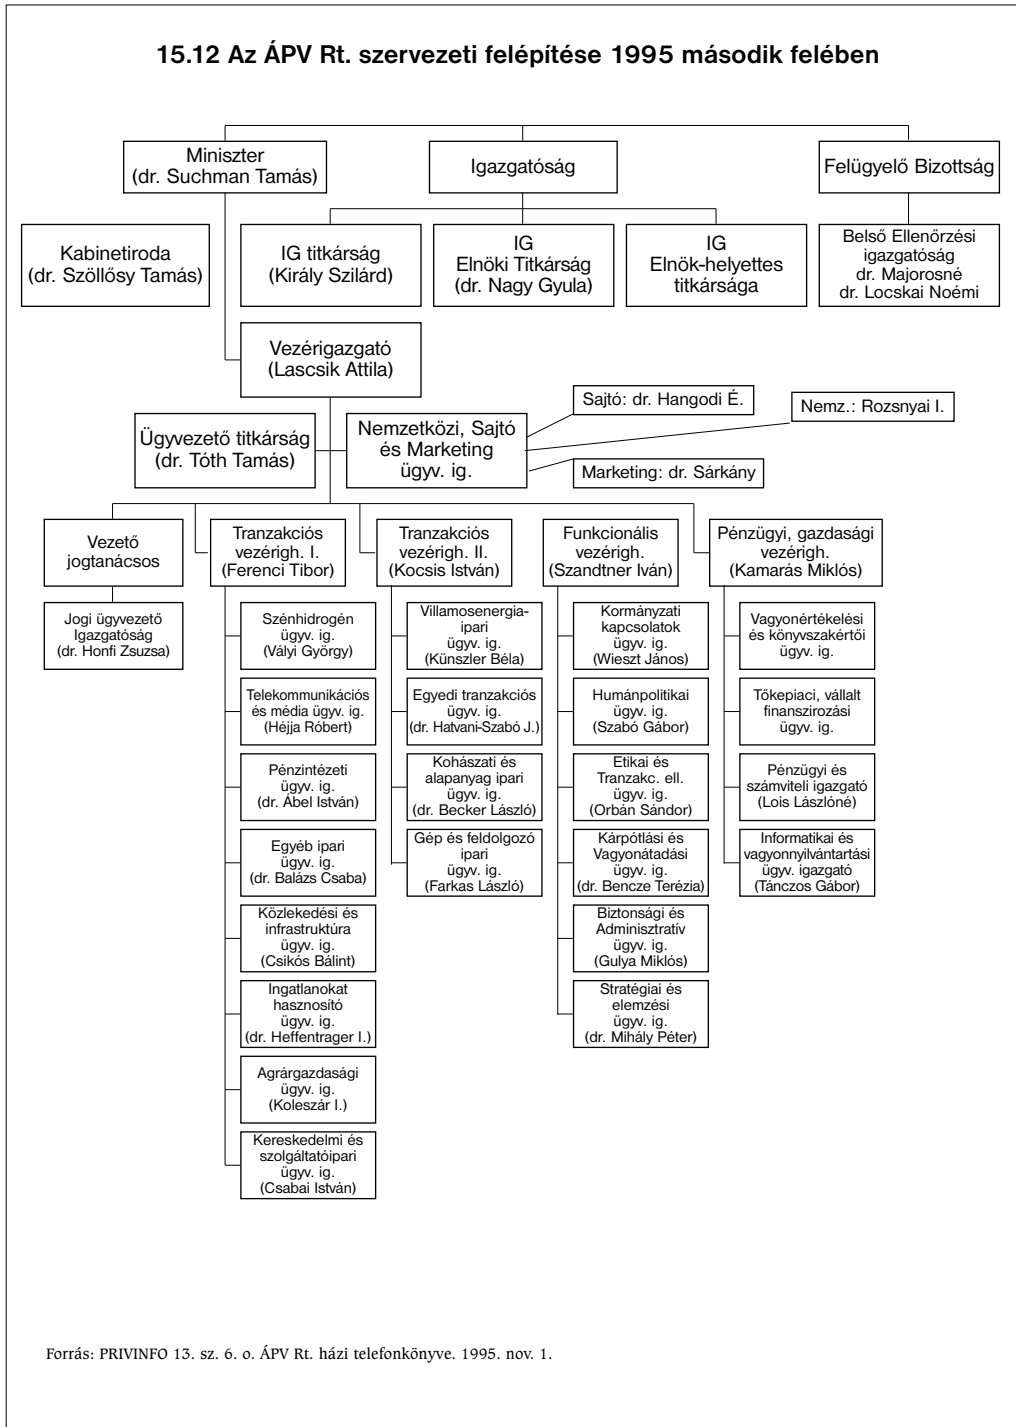 15.12 Az ÁPV Rt. szervezeti felépítése 1995 második felében
Miniszter
(dr. Suchman Tamás)
Igazgatóság
Felügyelő Bizottság
Kabinetiroda
(dr. Szöllősy Tamás)
IG titkárság
(Király Szilárd)
IG
Elnöki Titkárság
(dr. Nagy Gyula)
IG
Elnök-helyettes
titkársága
Belső Ellenőrzési
igazgatóság
dr. Majorosné
dr. Locskai Noémi
Vezérigazgató
(Lascsik Attila)
Ügyvezető titkárság
(dr. Tóth Tamás)
Nemzetközi, Sajtó
és Marketing
ügyv. ig.
Sajtó: dr. Hangodi É.
Nemz.: Rozsnyai I.
Marketing: dr. Sárkány
Vezető
jogtanácsos
Tranzakciós
vezérigh. I.
(Ferenci Tibor)
Tranzakciós
vezérigh. II.
(Kocsis István)
Funkcionális
vezérigh.
(Szandtner Iván)
Pénzügyi, gazdasági
vezérigh.
(Kamarás Miklós)
Jogi ügyvezető
Igazgatóság
(dr. Honfi Zsuzsa)
Szénhidrogén
ügyv. ig.
(Vályi György)
Telekommunikációs
és média ügyv. ig.
(Héjja Róbert)
Pénzintézeti
ügyv. ig.
(dr. Ábel István)
Egyéb ipari
ügyv. ig.
(dr. Balázs Csaba)
Közlekedési és
infrastruktúra
ügyv. ig.
(Csikós Bálint)
Ingatlanokat
hasznosító
ügyv. ig.
(dr. Heffentrager I.)
Agrárgazdasági
ügyv. ig.
(Koleszár I.)
Kereskedelmi és
szolgáltatóipari
ügyv. ig.
(Csabai István)
Villamosenergia-
ipari
ügyv. ig.
(Künszler Béla)
Egyedi tranzakciós
ügyv. ig.
(dr. Hatvani-Szabó J.)
Kohászati és
alapanyag ipari
ügyv. ig.
(dr. Becker László)
Gép és feldolgozó
ipari
ügyv. ig.
(Farkas László)
Kormányzati
kapcsolatok
ügyv. ig.
(Wieszt János)
Humánpolitikai
ügyv. ig.
(Szabó Gábor)
Etikai és
Tranzakc. ell.
ügyv. ig.
(Orbán Sándor)
Kárpótlási és
Vagyonátadási
ügyv. ig.
(dr. Bencze Terézia)
Biztonsági és
Adminisztratív
ügyv. ig.
(Gulya Miklós)
Stratégiai és
elemzési
ügyv. ig.
(dr. Mihály Péter)
Vagyonértékelési
és könyvszakértői
ügyv. ig.
Tőkepiaci, vállalt
finanszirozási
ügyv. ig.
Pénzügyi és
számviteli igazgató
(Lois Lászlóné)
Informatikai és
vagyonnyilvántartási
ügyv. igazgató
(Tánczos Gábor)
Forrás: PRIVINFO 13. sz. 6. o. ÁPV Rt. házi telefonkönyve. 1995. nov. 1.